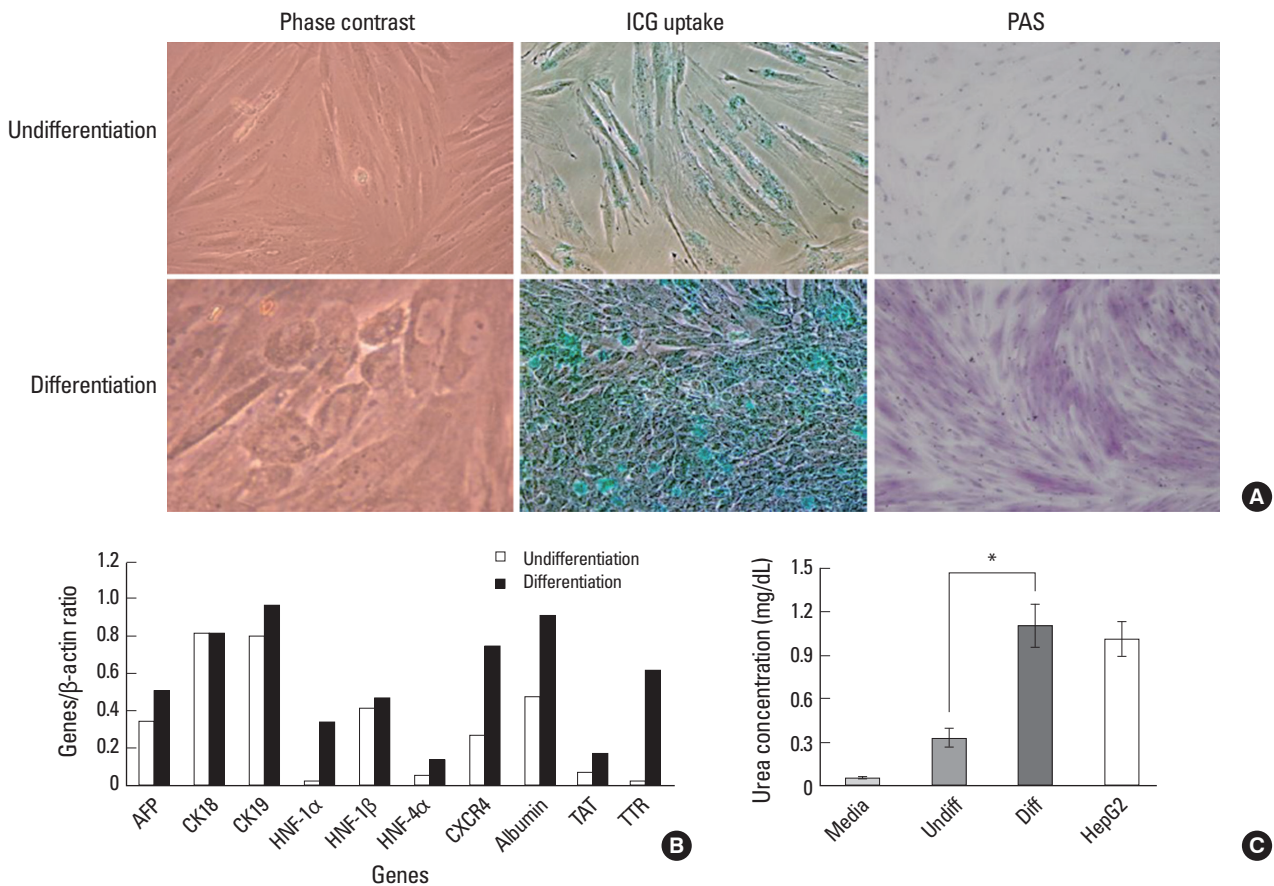 Phase contrast
ICG uptake
PAS
Undifferentiation
Differentiation
A
Genes/β-actin ratio
1.2
1.0
0.8
0.6
0.4
0.2
0
Undifferentiation
Differentiation
AFP
CK18
CK19
HNF-1α
HNF-1β
HNF-4α
CXCR4
Albumin
TAT
TTR
Genes
B
Urea concentration (mg/dL)
1.5
1.2
0.9
0.6
0.3
0
*
Media
Undiff
Diff
HepG2
C